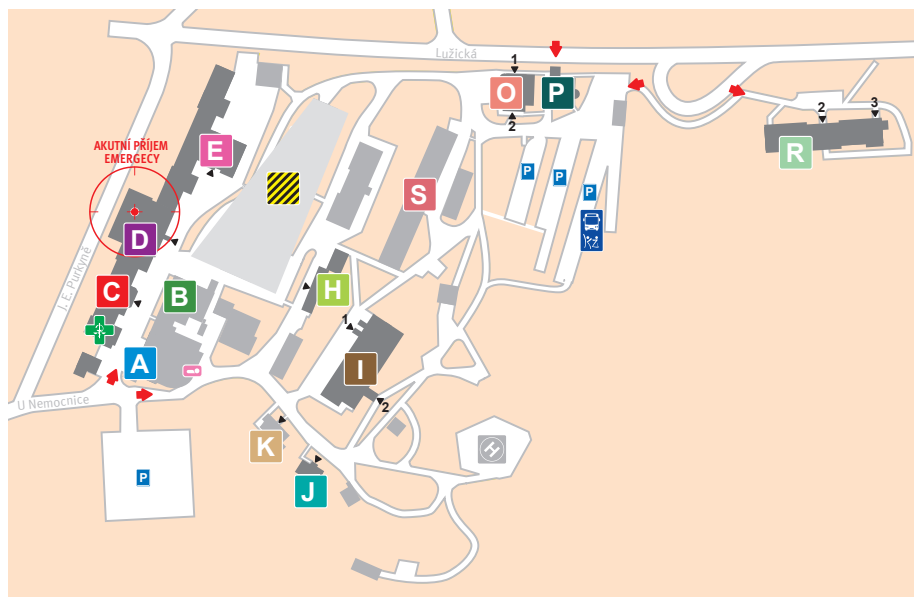 Lužická
1
O
P
2
2
3
R
AKUTNÍ PŘÍJEM
EMERGECY
E
S
P
P
P
D
J. E. Purkyně
C
B
H
1
I
A
2
U Nemocnice
K
H
P
J